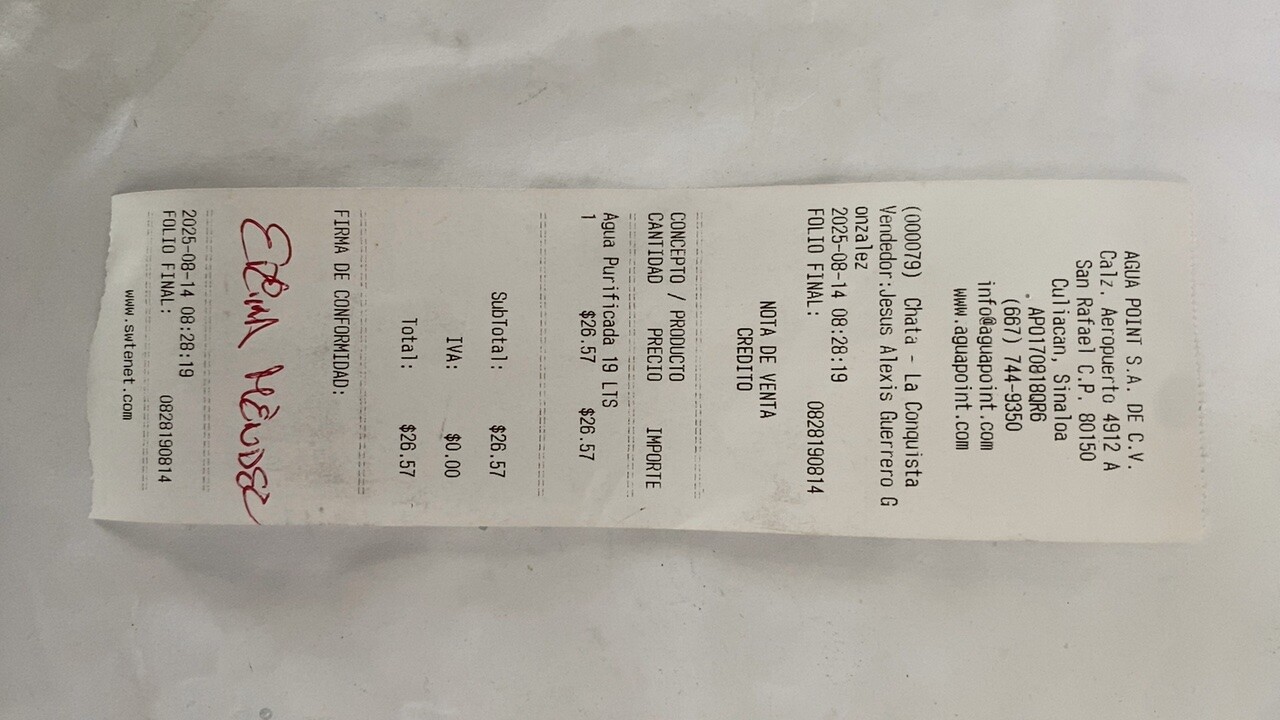 AGUA POINT S.A. DE C.V.
Calz. Aeropuerto 4912 A
San Rafael C.P. 80150
Culiacan, Sinaloa
APO170818QR6
(667) 744-9350
info@aguapoint.com
www.aguapoint.com
(000079) Chata - La Conquista
Vendedor:Jesus Alexis Guerrero G
onzalez
2025-08-14 08:28:19
FOLIO FINAL: 0828190814
NOTA DE VENTA
CREDITO
CONCEPTO / PRODUCTO
CANTIDAD PRECIO IMPORTE
Agua Purificada 19 LTS
1 $26.57 $26.57
SubTotal: $26.57
IVA: $0.00
Total: $26.57
FIRMA DE CONFORMIDAD:
2025-08-14 08:28:19
FOLIO FINAL: 0828190814
www.swtenet.com